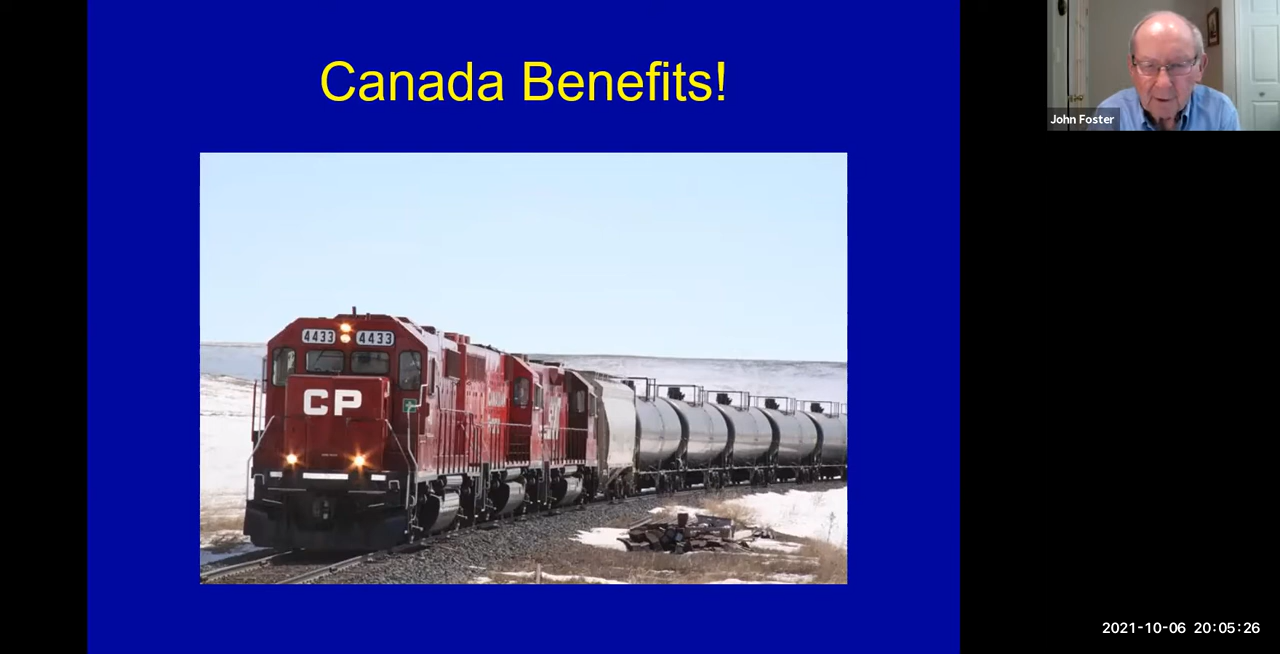 Canada Benefits!
John Foster
4433 4433
CP
2021-10-06 20:05:26